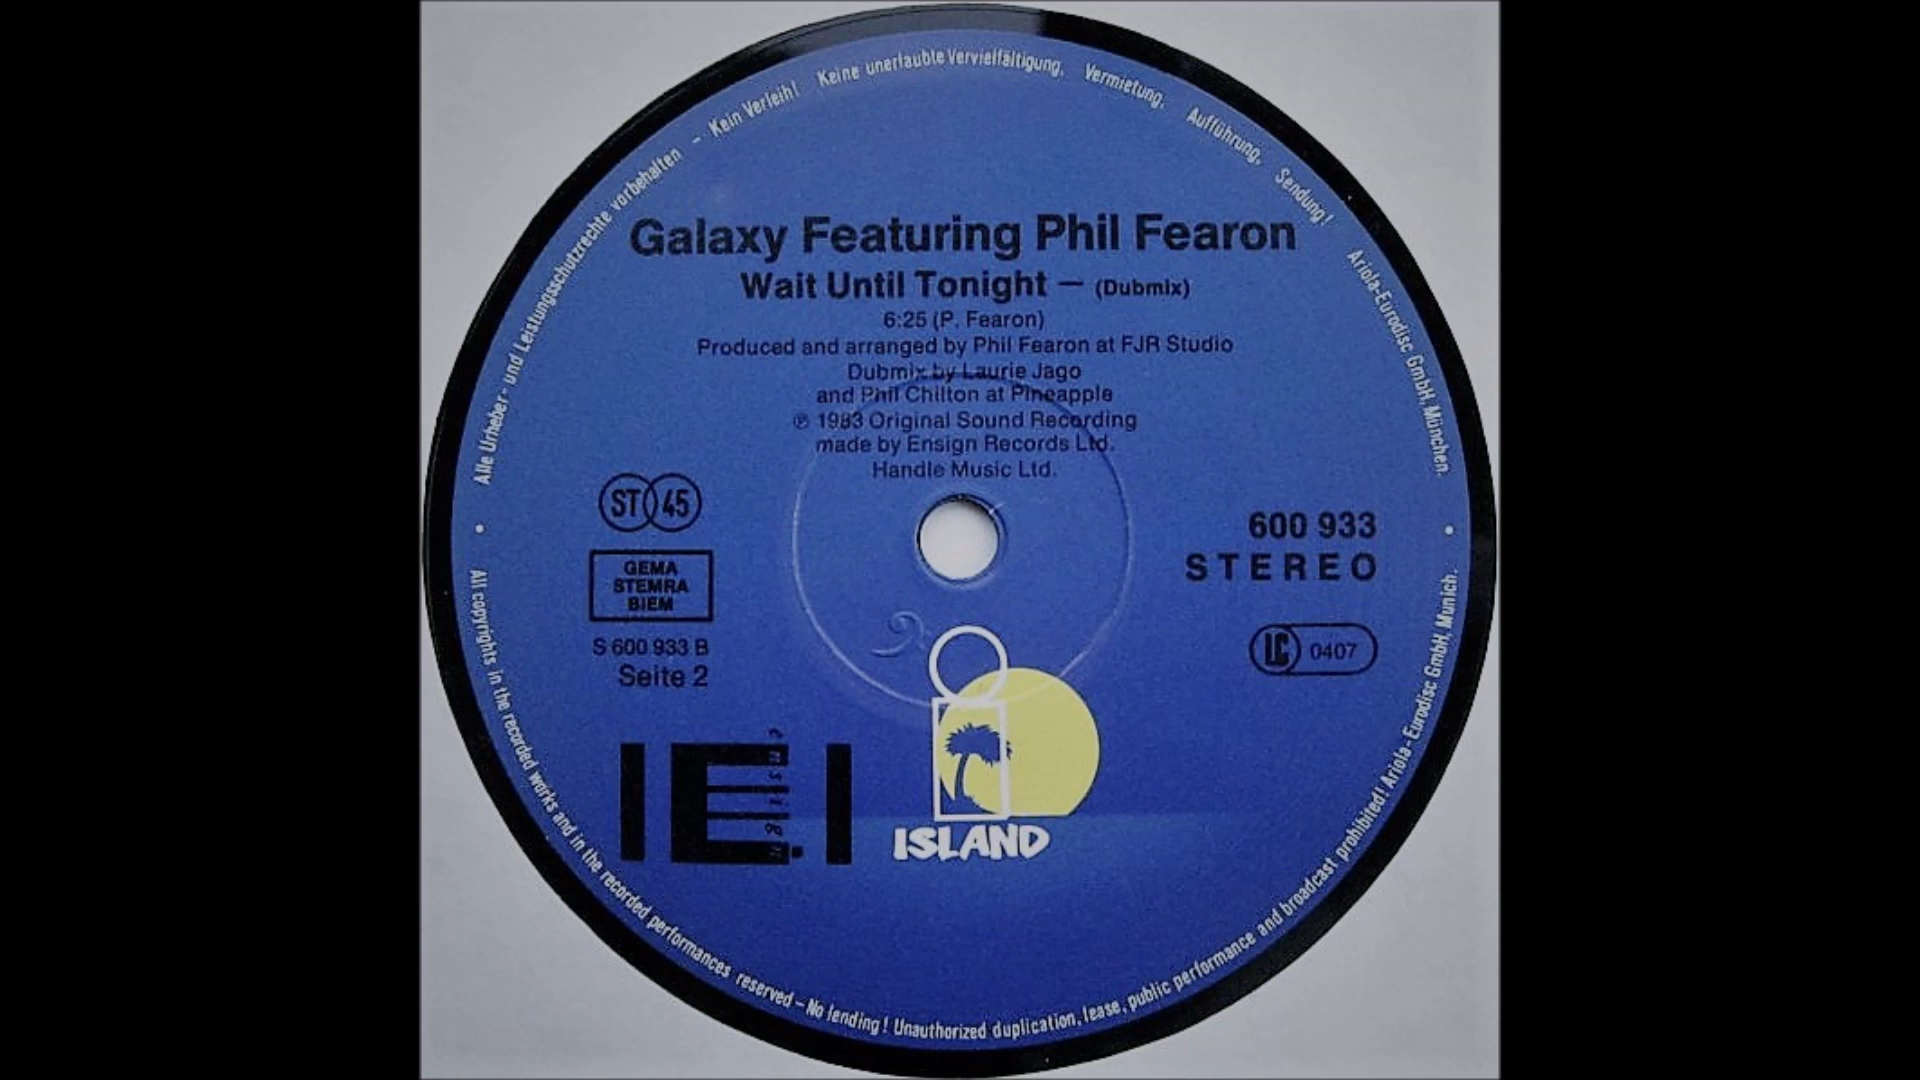 Alle Urheber- und Leistungsschutzrechte vorbehalten – Kein Verleih! Keine unerlaubte Vervielfältigung, Vermietung, Aufführung, Sendung! Ariola-Eurodisc GmbH, München.
Galaxy Featuring Phil Fearon
Wait Until Tonight – (Dubmix)
6:25 (P. Fearon)
Produced and arranged by Phil Fearon at FJR Studio
Dubmix by Laurie Jago
and Phil Chilton at Pineapple
℗ 1983 Original Sound Recording
made by Ensign Records Ltd.
Handle Music Ltd.
ST 45
600 933
STEREO
GEMA
STEMRA
BIEM
S 600 933 B
Seite 2
LC 0407
E
ensign
ISLAND
All copyrights in the recorded works and in the recorded performances reserved – No lending! Unauthorized duplication, lease, public performance and broadcast prohibited! Ariola-Eurodisc GmbH, Munich.